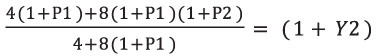 4(1+P1)+8(1+P1)(1+P2)
4+8(1+P1)
= (1 + Y2)